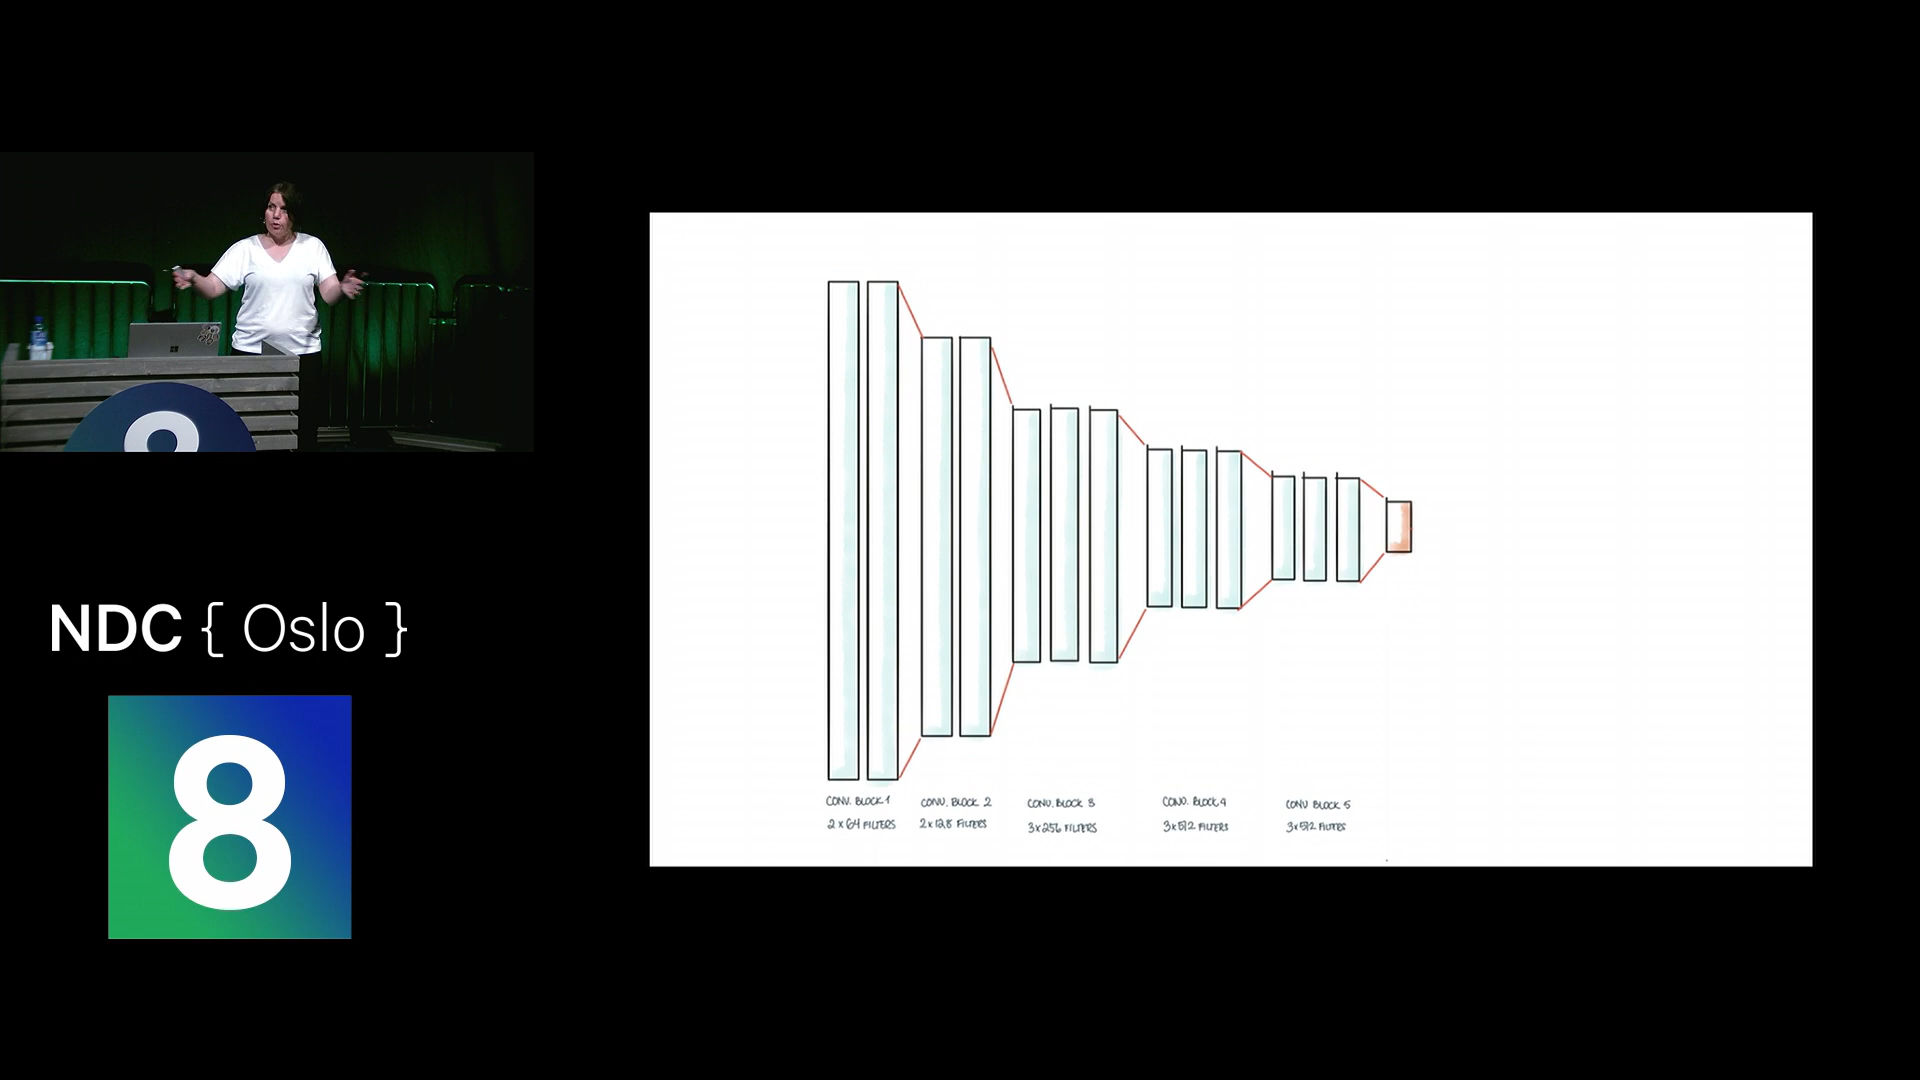 NDC { Oslo }
8
8
CONV. BLOCK 1
2 x 64 FILTERS
CONV. BLOCK 2
2 x 128 FILTERS
CONV. BLOCK 3
3 x 256 FILTERS
CONV. BLOCK 4
3 x 512 FILTERS
CONV BLOCK 5
3 x 512 FILTERS